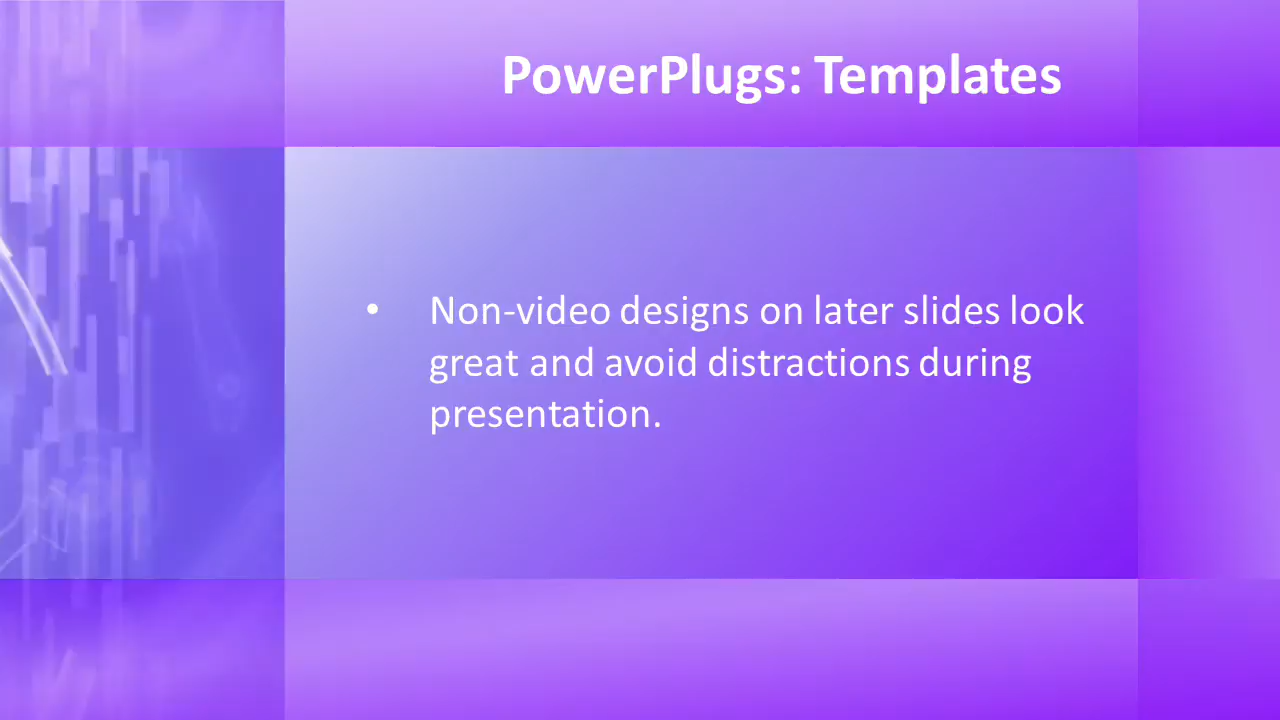 PowerPlugs: Templates
• Non-video designs on later slides look
great and avoid distractions during
presentation.